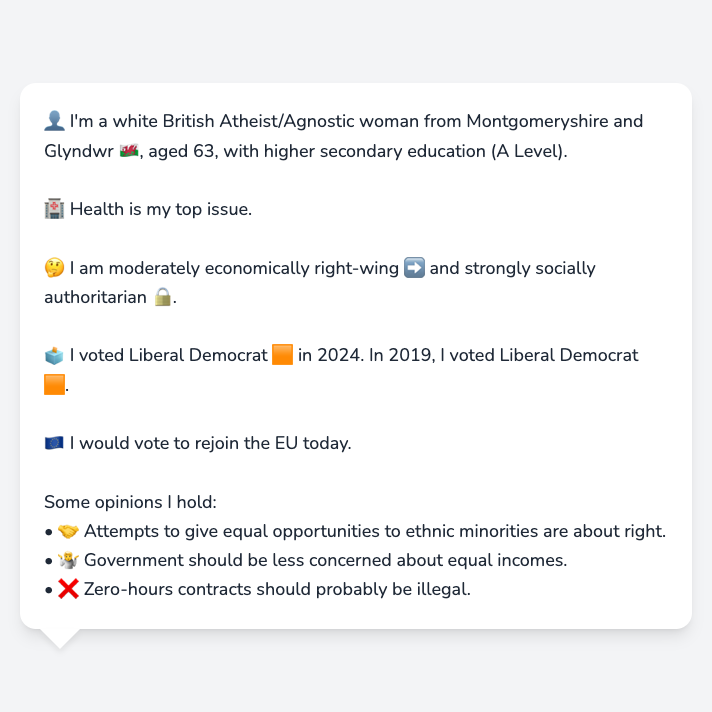 👤 I'm a white British Atheist/Agnostic woman from Montgomeryshire and
Glyndwr 🏴󠁧󠁢󠁷󠁬󠁳󠁿, aged 63, with higher secondary education (A Level).
🏥 Health is my top issue.
🤔 I am moderately economically right-wing ➡️ and strongly socially
authoritarian 🔒.
🗳️ I voted Liberal Democrat 🟧 in 2024. In 2019, I voted Liberal Democrat
🟧.
🇪🇺 I would vote to rejoin the EU today.
Some opinions I hold:
• 🤝 Attempts to give equal opportunities to ethnic minorities are about right.
• 🤷 Government should be less concerned about equal incomes.
• ❌ Zero-hours contracts should probably be illegal.